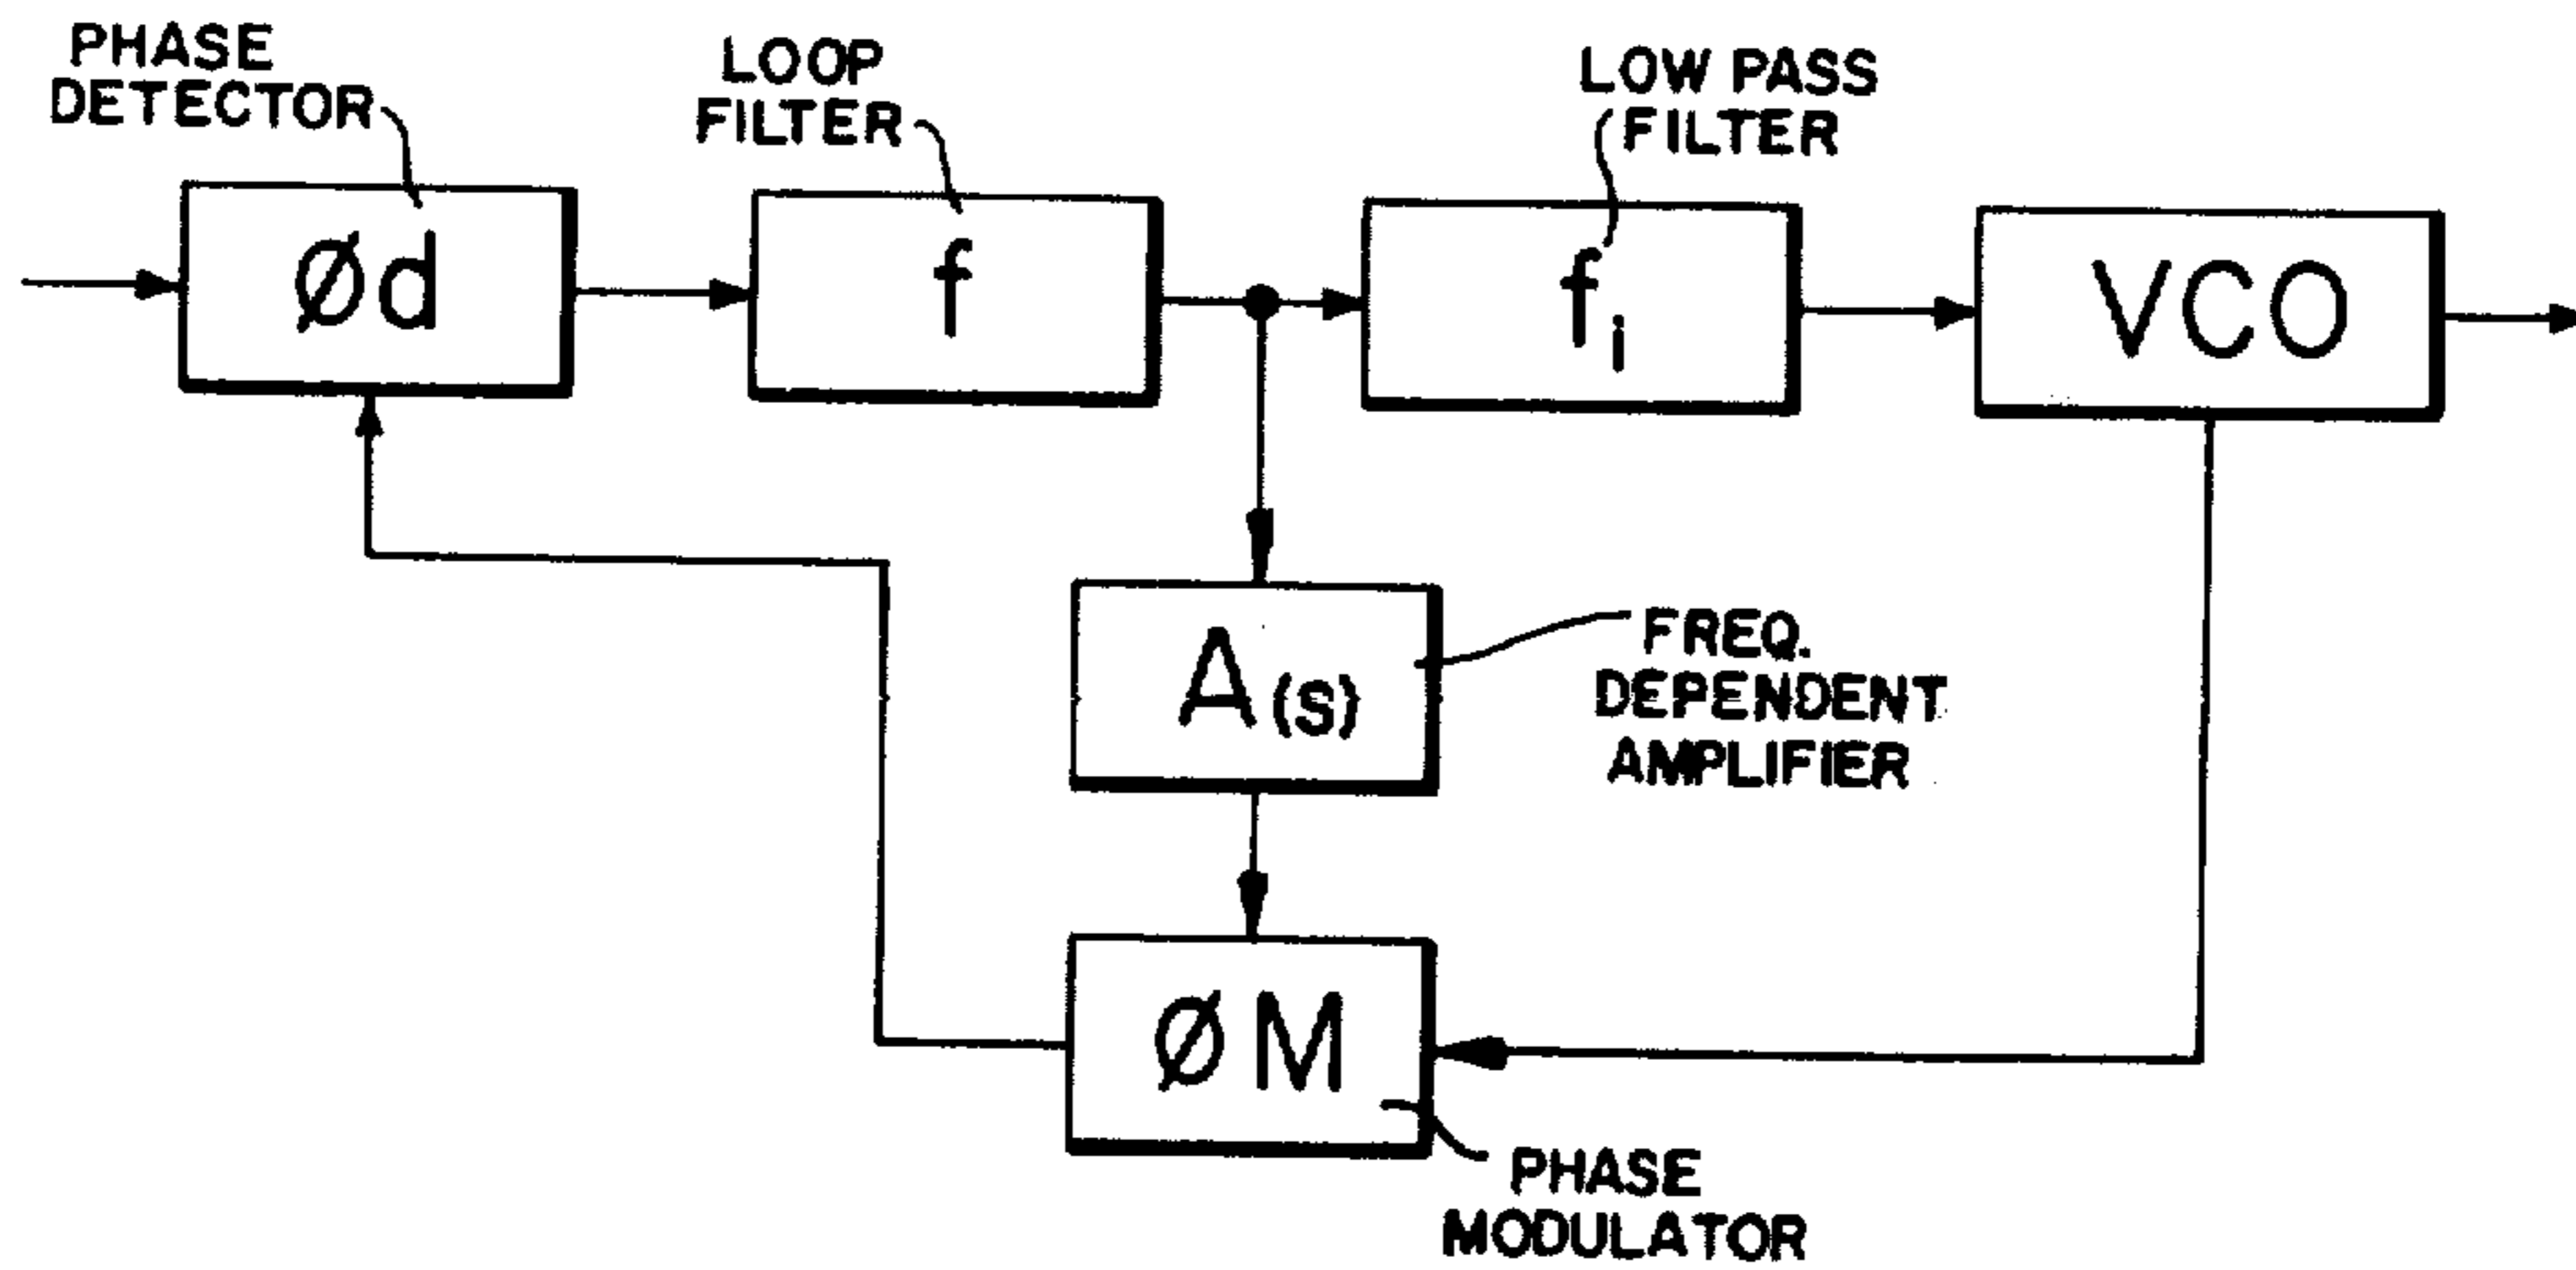 PHASE
DETECTOR
LOOP
FILTER
LOW PASS
FILTER
Ød
f
fi
VCO
A(S)
FREQ.
DEPENDENT
AMPLIFIER
ØM
PHASE
MODULATOR